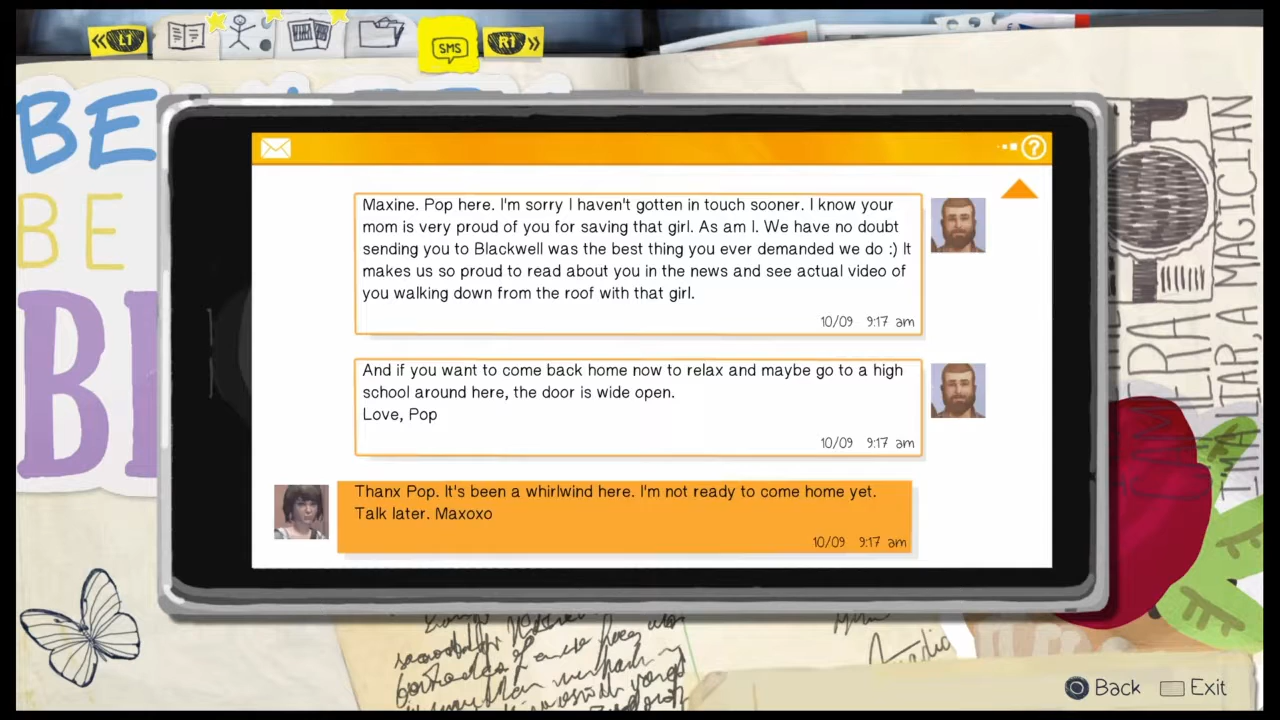 L1
SMS
R1
BE
BE
Maxine. Pop here. I'm sorry I haven't gotten in touch sooner. I know your
mom is very proud of you for saving that girl. As am I. We have no doubt
sending you to Blackwell was the best thing you ever demanded we do :) It
makes us so proud to read about you in the news and see actual video of
you walking down from the roof with that girl.
10/09 9:17 am
And if you want to come back home now to relax and maybe go to a high
school around here, the door is wide open.
Love, Pop
10/09 9:17 am
Thanx Pop. It's been a whirlwind here. I'm not ready to come home yet.
Talk later. Maxoxo
10/09 9:17 am
?
CAMERA
LIAR, A MAGICIAN
Back
Exit